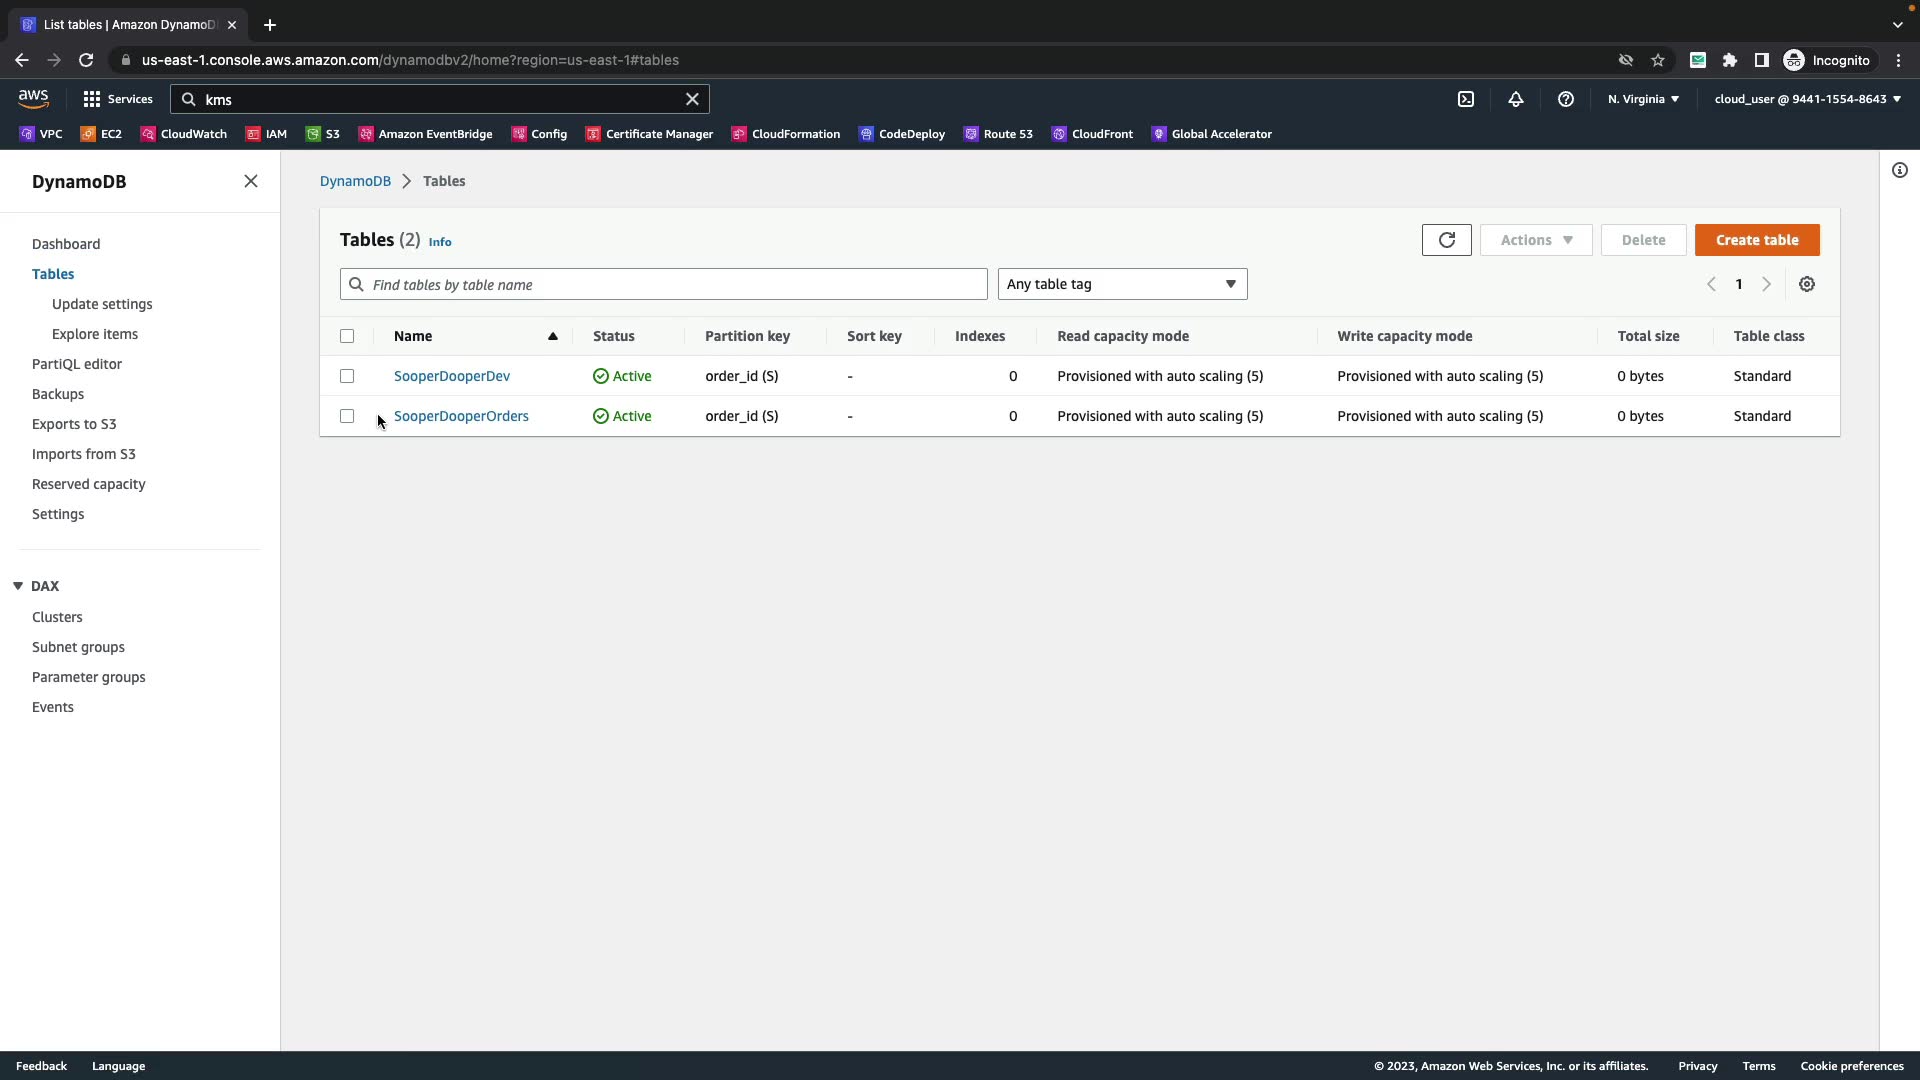 List tables | Amazon DynamoD
us-east-1.console.aws.amazon.com/dynamodbv2/home?region=us-east-1#tables
Incognito
aws
Services
kms
N. Virginia
cloud_user @ 9441-1554-8643
VPC
EC2
CloudWatch
IAM
S3
Amazon EventBridge
Config
Certificate Manager
CloudFormation
CodeDeploy
Route 53
CloudFront
Global Accelerator
DynamoDB
Dashboard
Tables
Update settings
Explore items
PartiQL editor
Backups
Exports to S3
Imports from S3
Reserved capacity
Settings
DAX
Clusters
Subnet groups
Parameter groups
Events
DynamoDB > Tables
Tables (2) Info
Actions
Delete
Create table
Find tables by table name
Any table tag
1
Name Status Partition key Sort key Indexes Read capacity mode Write capacity mode Total size Table class
SooperDooperDev Active order_id (S) - 0 Provisioned with auto scaling (5) Provisioned with auto scaling (5) 0 bytes Standard
SooperDooperOrders Active order_id (S) - 0 Provisioned with auto scaling (5) Provisioned with auto scaling (5) 0 bytes Standard
Feedback Language © 2023, Amazon Web Services, Inc. or its affiliates. Privacy Terms Cookie preferences